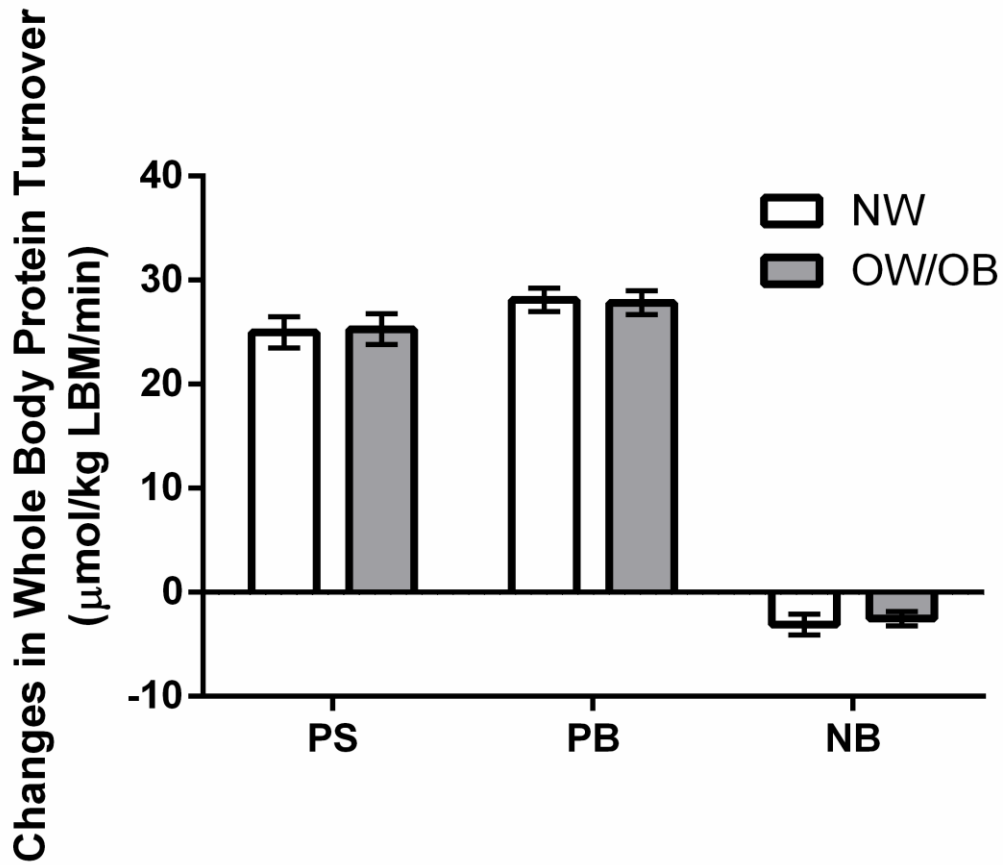 Changes in Whole Body Protein Turnover
(μmol/kg LBM/min)
40
30
20
10
0
-10
NW
OW/OB
PS
PB
NB